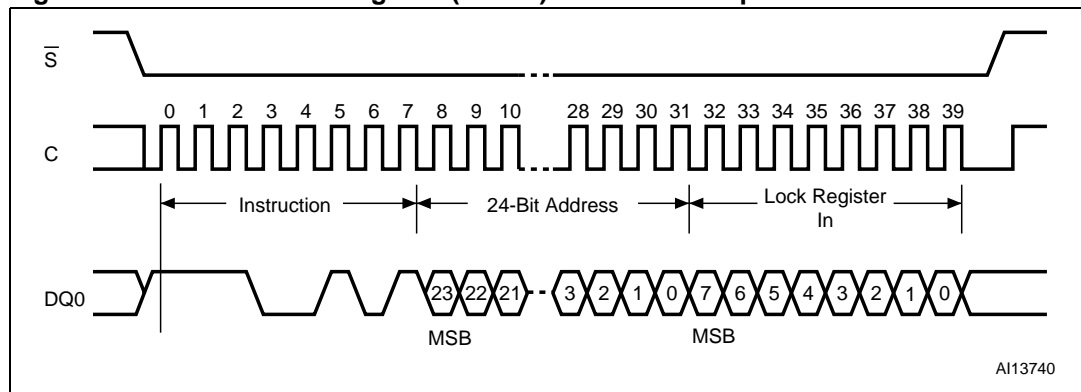 S
0 1 2 3 4 5 6 7 8 9 10 28 29 30 31 32 33 34 35 36 37 38 39
C
Instruction 24-Bit Address Lock Register
In
DQ0 23 22 21 3 2 1 0 7 6 5 4 3 2 1 0
MSB MSB
AI13740